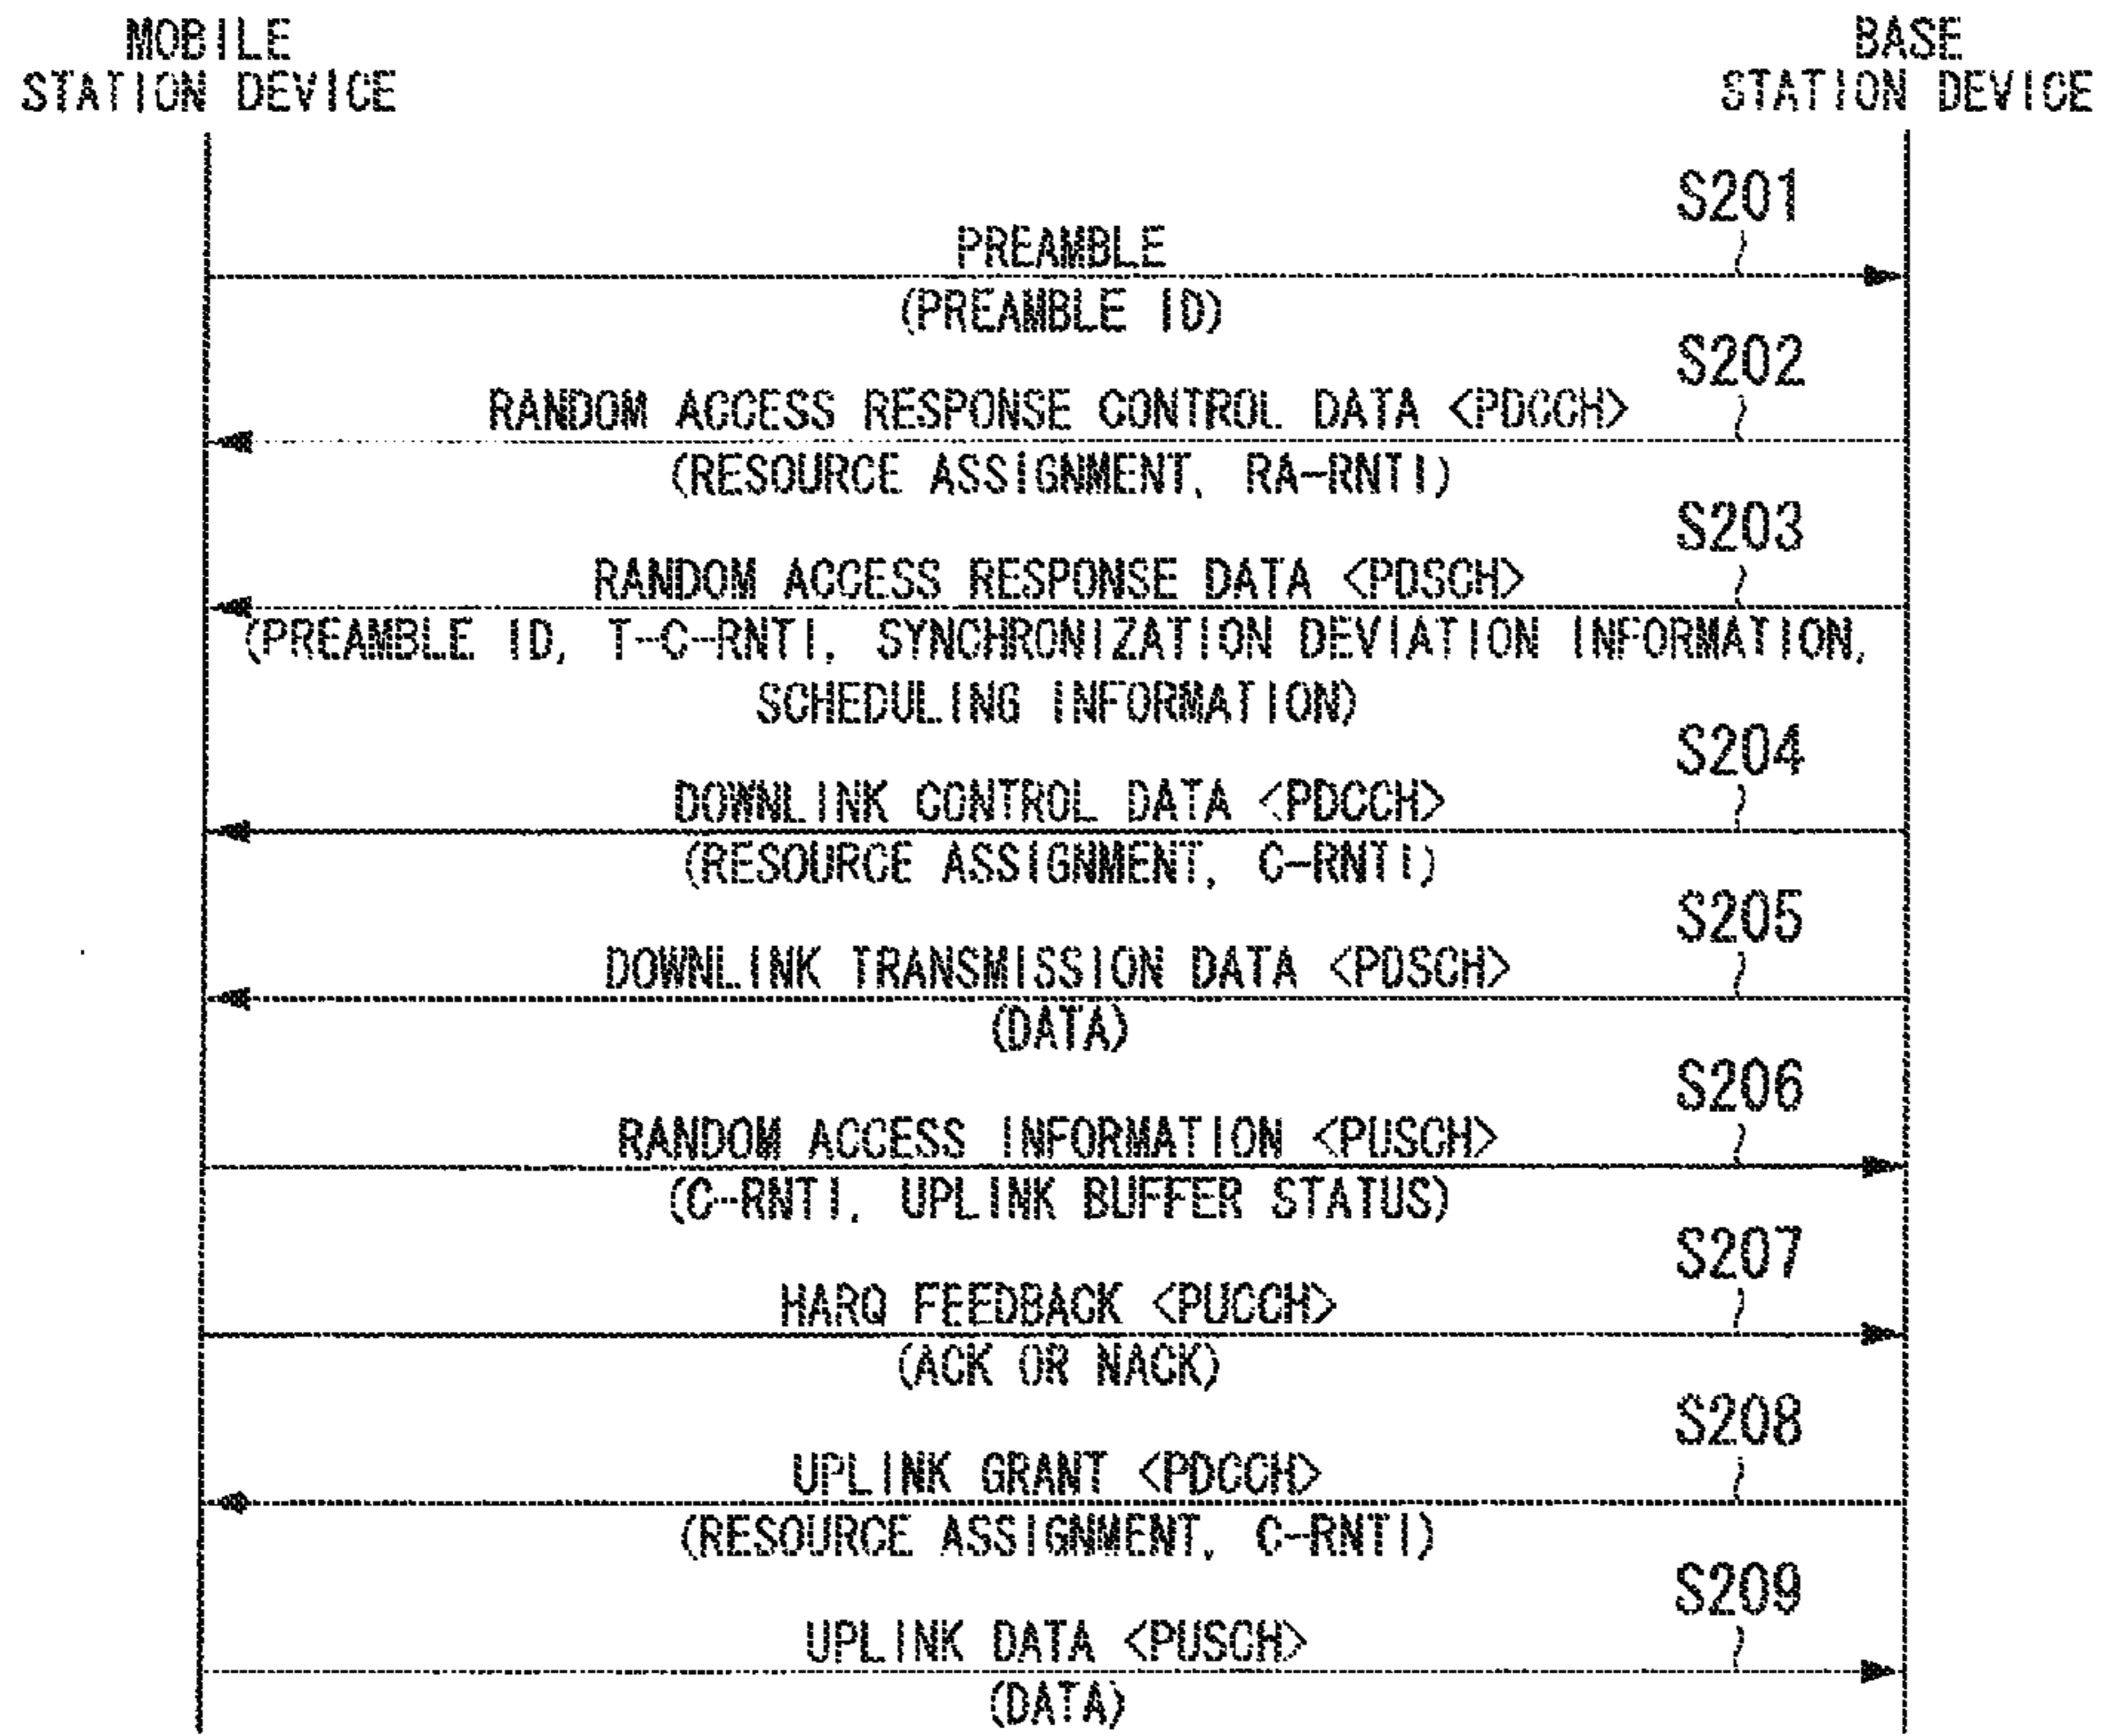 MOBILE
STATION DEVICE
BASE
STATION DEVICE
S201
PREAMBLE
(PREAMBLE ID)
S202
RANDOM ACCESS RESPONSE CONTROL DATA <PDCCH>
(RESOURCE ASSIGNMENT, RA-RNTI)
S203
RANDOM ACCESS RESPONSE DATA <PDSCH>
(PREAMBLE ID, T-C-RNTI, SYNCHRONIZATION DEVIATION INFORMATION,
SCHEDULING INFORMATION)
S204
DOWNLINK CONTROL DATA <PDCCH>
(RESOURCE ASSIGNMENT, C-RNTI)
S205
DOWNLINK TRANSMISSION DATA <PDSCH>
(DATA)
S206
RANDOM ACCESS INFORMATION <PUSCH>
(C-RNTI, UPLINK BUFFER STATUS)
S207
HARQ FEEDBACK <PUCCH>
(ACK OR NACK)
S208
UPLINK GRANT <PDCCH>
(RESOURCE ASSIGNMENT, C-RNTI)
S209
UPLINK DATA <PUSCH>
(DATA)